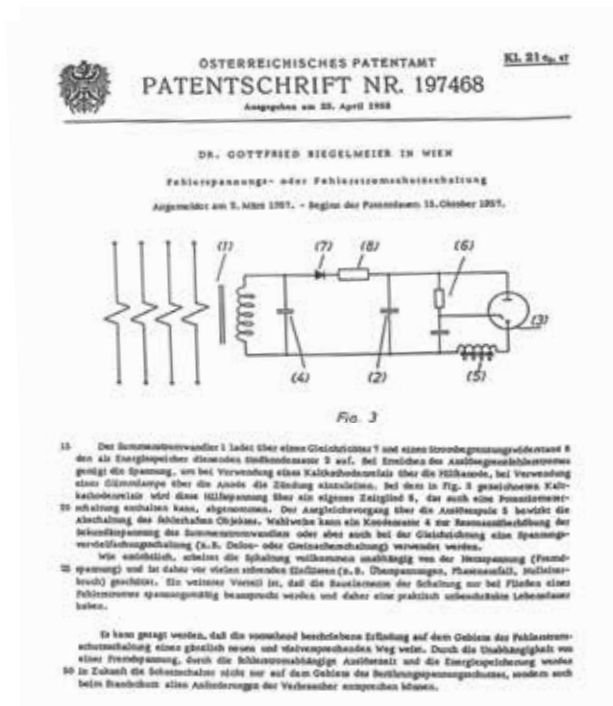 Kl. 21 c, 67
ÖSTERREICHISCHES PATENTAMT
PATENTSCHRIFT NR. 197468
Ausgegeben am 25. April 1958
DR. GOTTFRIED BIEGELMEIER IN WIEN
Fehlerspannungs- oder Fehlerstromschutzschaltung
Angemeldet am 5. März 1957. - Beginn der Patentdauer: 15. Oktober 1957.
(1) (7) (8) (6)
(3)
(4) (2) (5)
Fig. 3
15 Der Summenstromwandler 1 ladet über einen Gleichrichter 7 und einen Strombegrenzungswiderstand 8
den als Energiespeicher dienenden Sinkondensator 2 auf. Bei Erreichen des Auslösegrenzfehlerstromes
genügt die Spannung, um bei Verwendung eines Kaltkathodenrelais über die Hilfsanode, bei Verwendung
einer Glimmlampe über die Anode die Zündung einzuleiten. Bei dem in Fig. 3 gezeichneten Kalt-
kathodenrelais wird diese Hilfsspannung über ein eigenes Zeitglied 6, das auch eine Potentiometer-
20 schaltung enthalten kann, abgenommen. Der Ausgleichsvorgang über die Auslösespule 5 bewirkt die
Abschaltung des fehlerhaften Objektes. Wahlweise kann ein Kondensator 4 zur Resonanzüberhöhung der
Sekundärspannung des Summenstromwandlers oder aber auch bei der Gleichrichtung eine Spannungs-
vervielfachungsschaltung (z.B. Delon- oder Greinacherschaltung) verwendet werden.
Wie ersichtlich, arbeitet die Schaltung vollkommen unabhängig von der Netzspannung (Fremd-
25 spannung) und ist daher vor vielen störenden Einflüssen (z.B. Überspannungen, Phasenausfall, Nulleiter-
bruch) geschützt. Ein weiterer Vorteil ist, daß die Bauelemente der Schaltung nur bei Fließen eines
Fehlerstromes spannungsmäßig beansprucht werden und daher eine praktisch unbeschränkte Lebensdauer
haben.
Es kann gesagt werden, daß die vorstehend beschriebene Erfindung auf dem Gebiete der Fehlerstrom-
schutzschaltung einen gänzlich neuen und vielversprechenden Weg weist. Durch die Unabhängigkeit von
einer Fremdspannung, durch die fehlerstromabhängige Auslösezeit und die Energiespeicherung werden
30 in Zukunft die Schutzschalter nicht nur auf dem Gebiete des Berührungsspannungsschutzes, sondern auch
beim Brandschutz allen Anforderungen der Verbraucher entsprechen können.